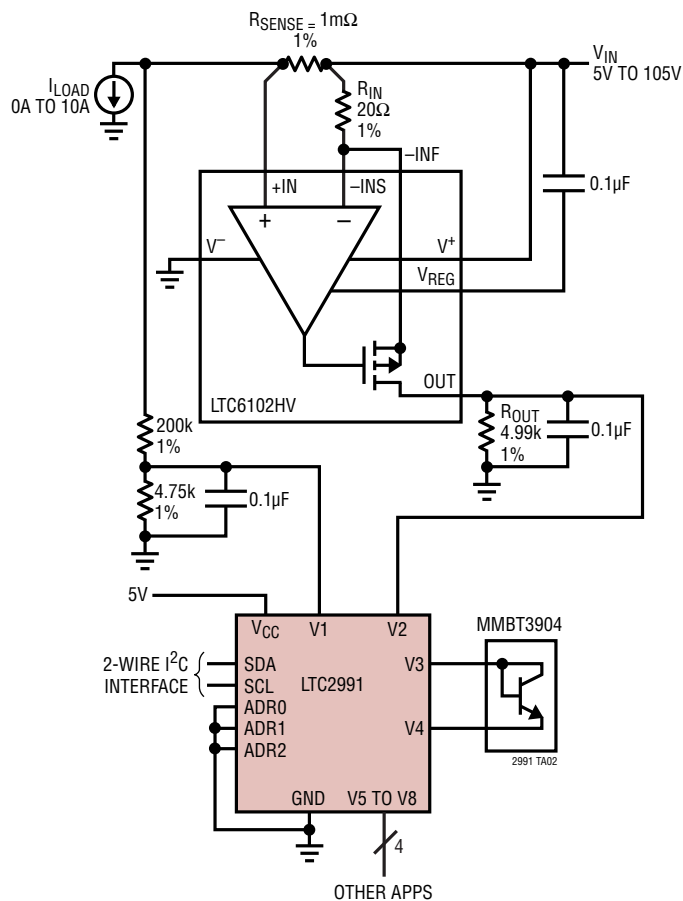 RSENSE = 1mΩ
1%
VIN
5V TO 105V
ILOAD
0A TO 10A
RIN
20Ω
1%
–INF
+IN
–INS
0.1µF
+
–
V–
V+
VREG
OUT
LTC6102HV
ROUT
4.99k
1%
0.1µF
200k
1%
4.75k
1%
0.1µF
5V
VCC
V1
V2
MMBT3904
2-WIRE I2C
INTERFACE
SDA
SCL
LTC2991
V3
ADR0
ADR1
ADR2
V4
2991 TA02
GND
V5 TO V8
4
OTHER APPS